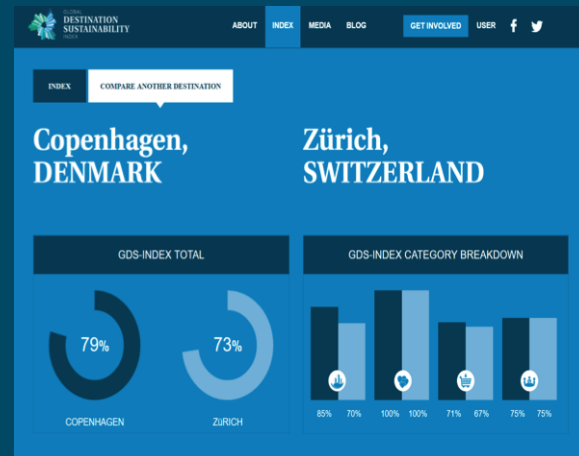 GLOBAL
DESTINATION
SUSTAINABILITY
INDEX
ABOUT INDEX MEDIA BLOG GET INVOLVED USER
INDEX COMPARE ANOTHER DESTINATION
Copenhagen,
DENMARK
Zürich,
SWITZERLAND
GDS-INDEX TOTAL
79%
73%
COPENHAGEN
ZüRICH
GDS-INDEX CATEGORY BREAKDOWN
85% 70% 100% 100% 71% 67% 75% 75%